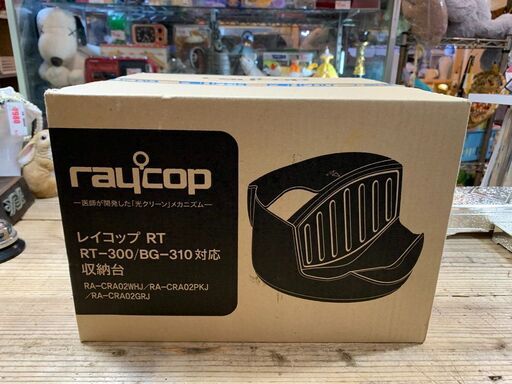 raycop
―医師が開発した「光クリーン」メカニズム―
レイコップ RT
RT-300/BG-310 対応
収納台
RA-CRA02WHJ/RA-CRA02PKJ
/RA-CRA02GRJ